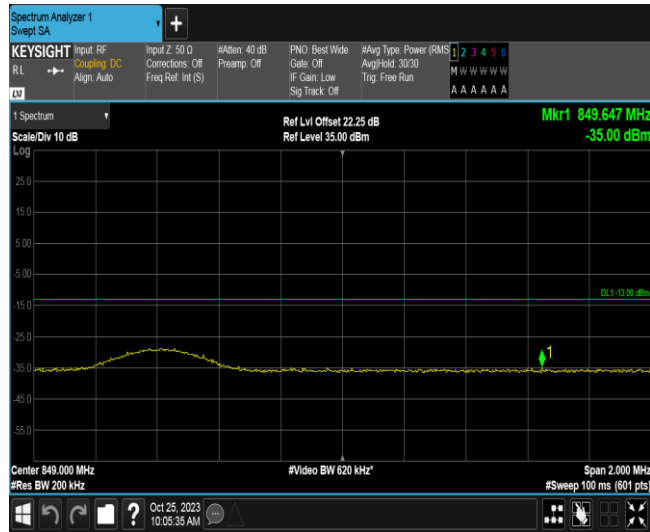 Spectrum Analyzer 1
Swept SA
+
KEYSIGHT
RL
LXI
Input: RF
Coupling: DC
Align: Auto
Input Z: 50 Ω
Corrections: Off
Freq Ref: Int (S)
#Atten: 40 dB
Preamp: Off
PNO: Best Wide
Gate: Off
IF Gain: Low
Sig Track: Off
#Avg Type: Power (RMS
Avg|Hold: 30/30
Trig: Free Run
1 2 3 4 5 6
M W W W W W
A A A A A A
1 Spectrum
Scale/Div 10 dB
Log
Ref Lvl Offset 22.25 dB
Ref Level 35.00 dBm
Mkr1 849.647 MHz
-35.00 dBm
25.0
15.0
5.00
-5.00
DL1 -13.00 dBm
-15.0
-25.0
1
-35.0
-45.0
-55.0
Center 849.000 MHz
#Res BW 200 kHz
#Video BW 620 kHz*
Span 2.000 MHz
#Sweep 100 ms (601 pts)
?
Oct 25, 2023
10:05:35 AM